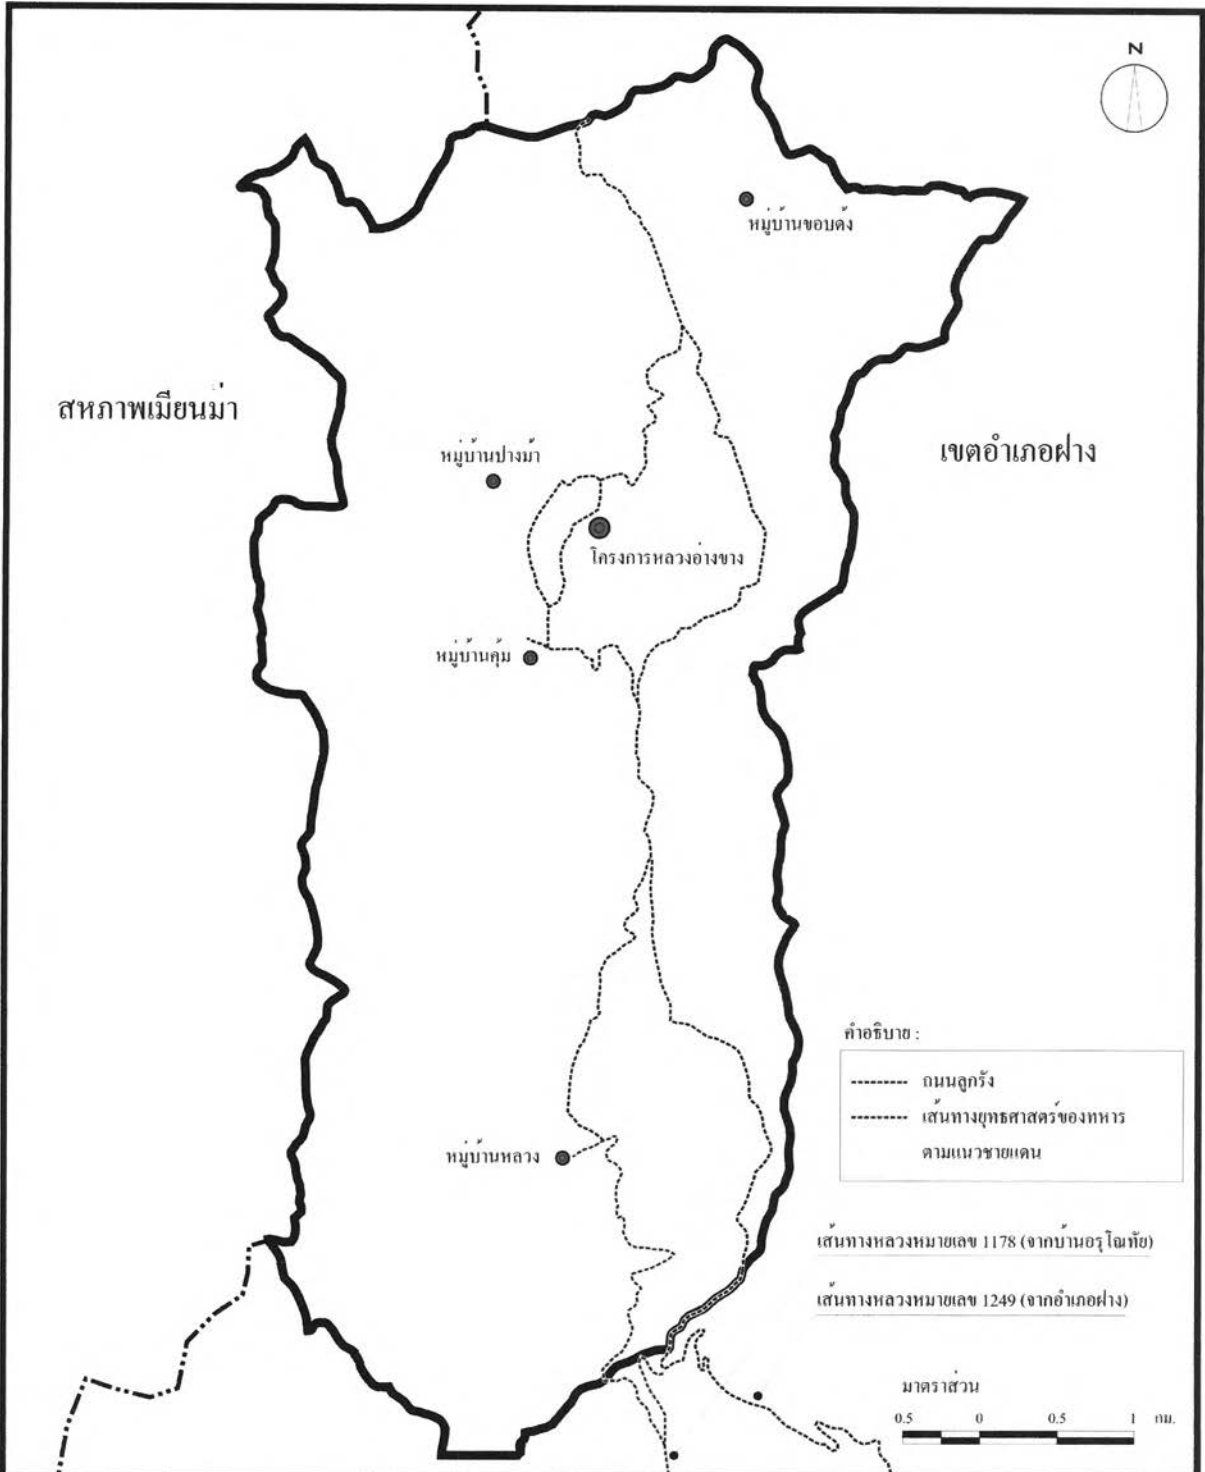 N
หมู่บ้านขอบด้ง
สหภาพเมียนม่า
หมู่บ้านปางม้า
เขตอำเภอฝาง
โครงการหลวงอ่างขาง
หมู่บ้านคุ้ม
คำอธิบาย :
ถนนลูกรัง
เส้นทางยุทธศาสตร์ของทหาร
ตามแนวชายแดน
หมู่บ้านหลวง
เส้นทางหลวงหมายเลข 1178 (จากบ้านอรุโณทัย)
เส้นทางหลวงหมายเลข 1249 (จากอำเภอฝาง)
มาตราส่วน
0.5 0 0.5 1 กม.